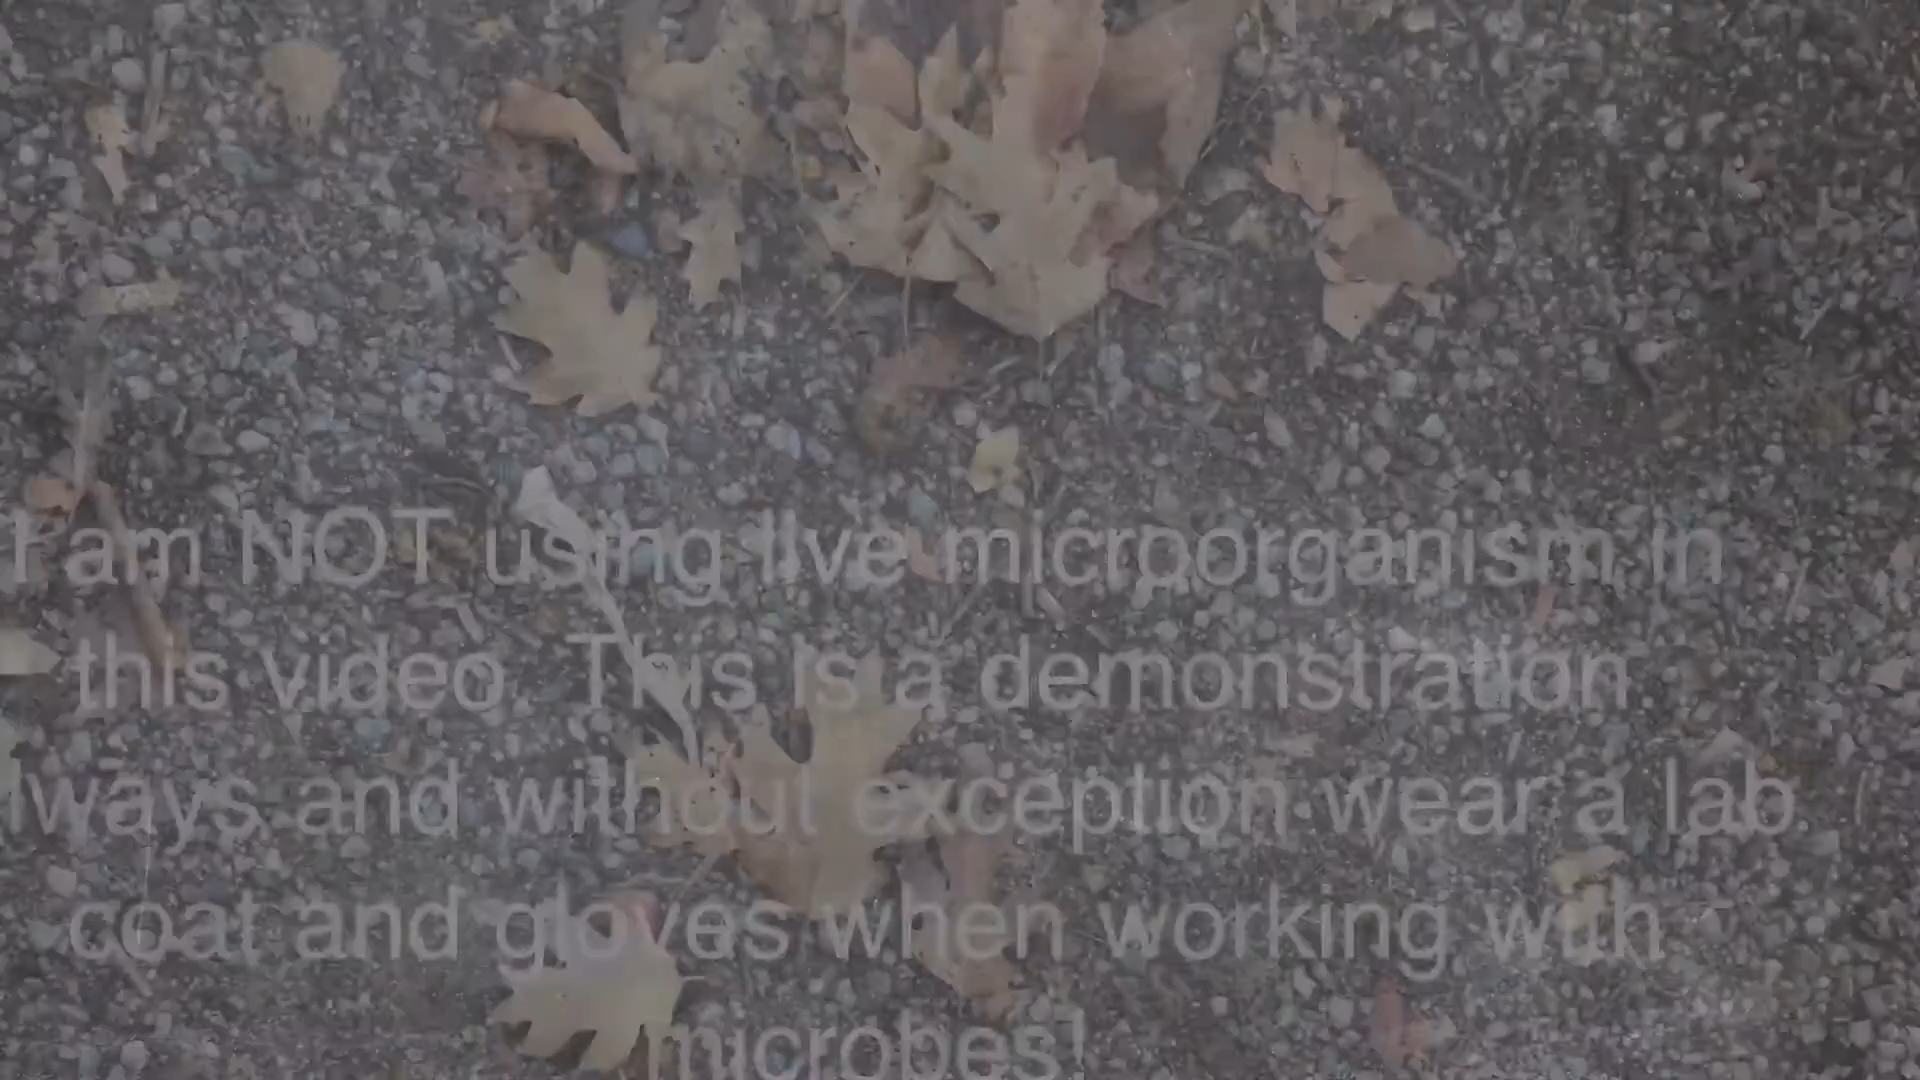 I am NOT using live microorganism in
this video. This is a demonstration.
lways and without exception wear a lab
coat and gloves when working with
microbes!